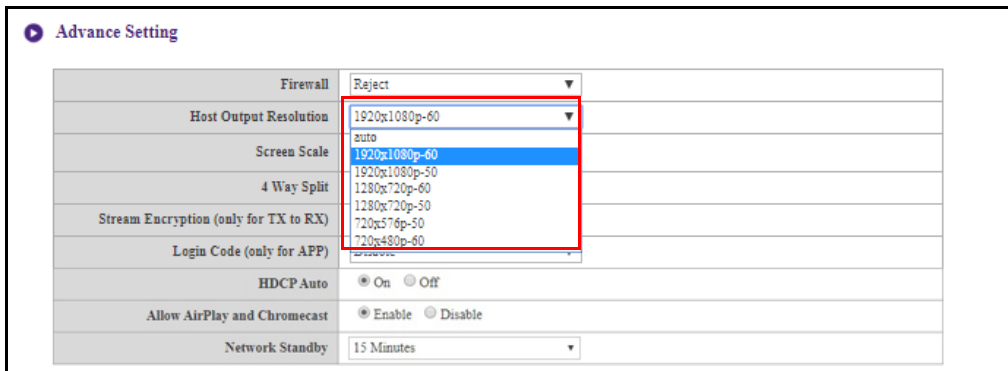 Advance Setting
Firewall Reject
Host Output Resolution 1920x1080p-60
auto
1920x1080p-60
Screen Scale
1920x1080p-50
4 Way Split 1280x720p-60
1280x720p-50
Stream Encryption (only for TX to RX) 720x576p-50
720x480p-60
Login Code (only for APP)
HDCP Auto On Off
Allow AirPlay and Chromecast Enable Disable
Network Standby 15 Minutes